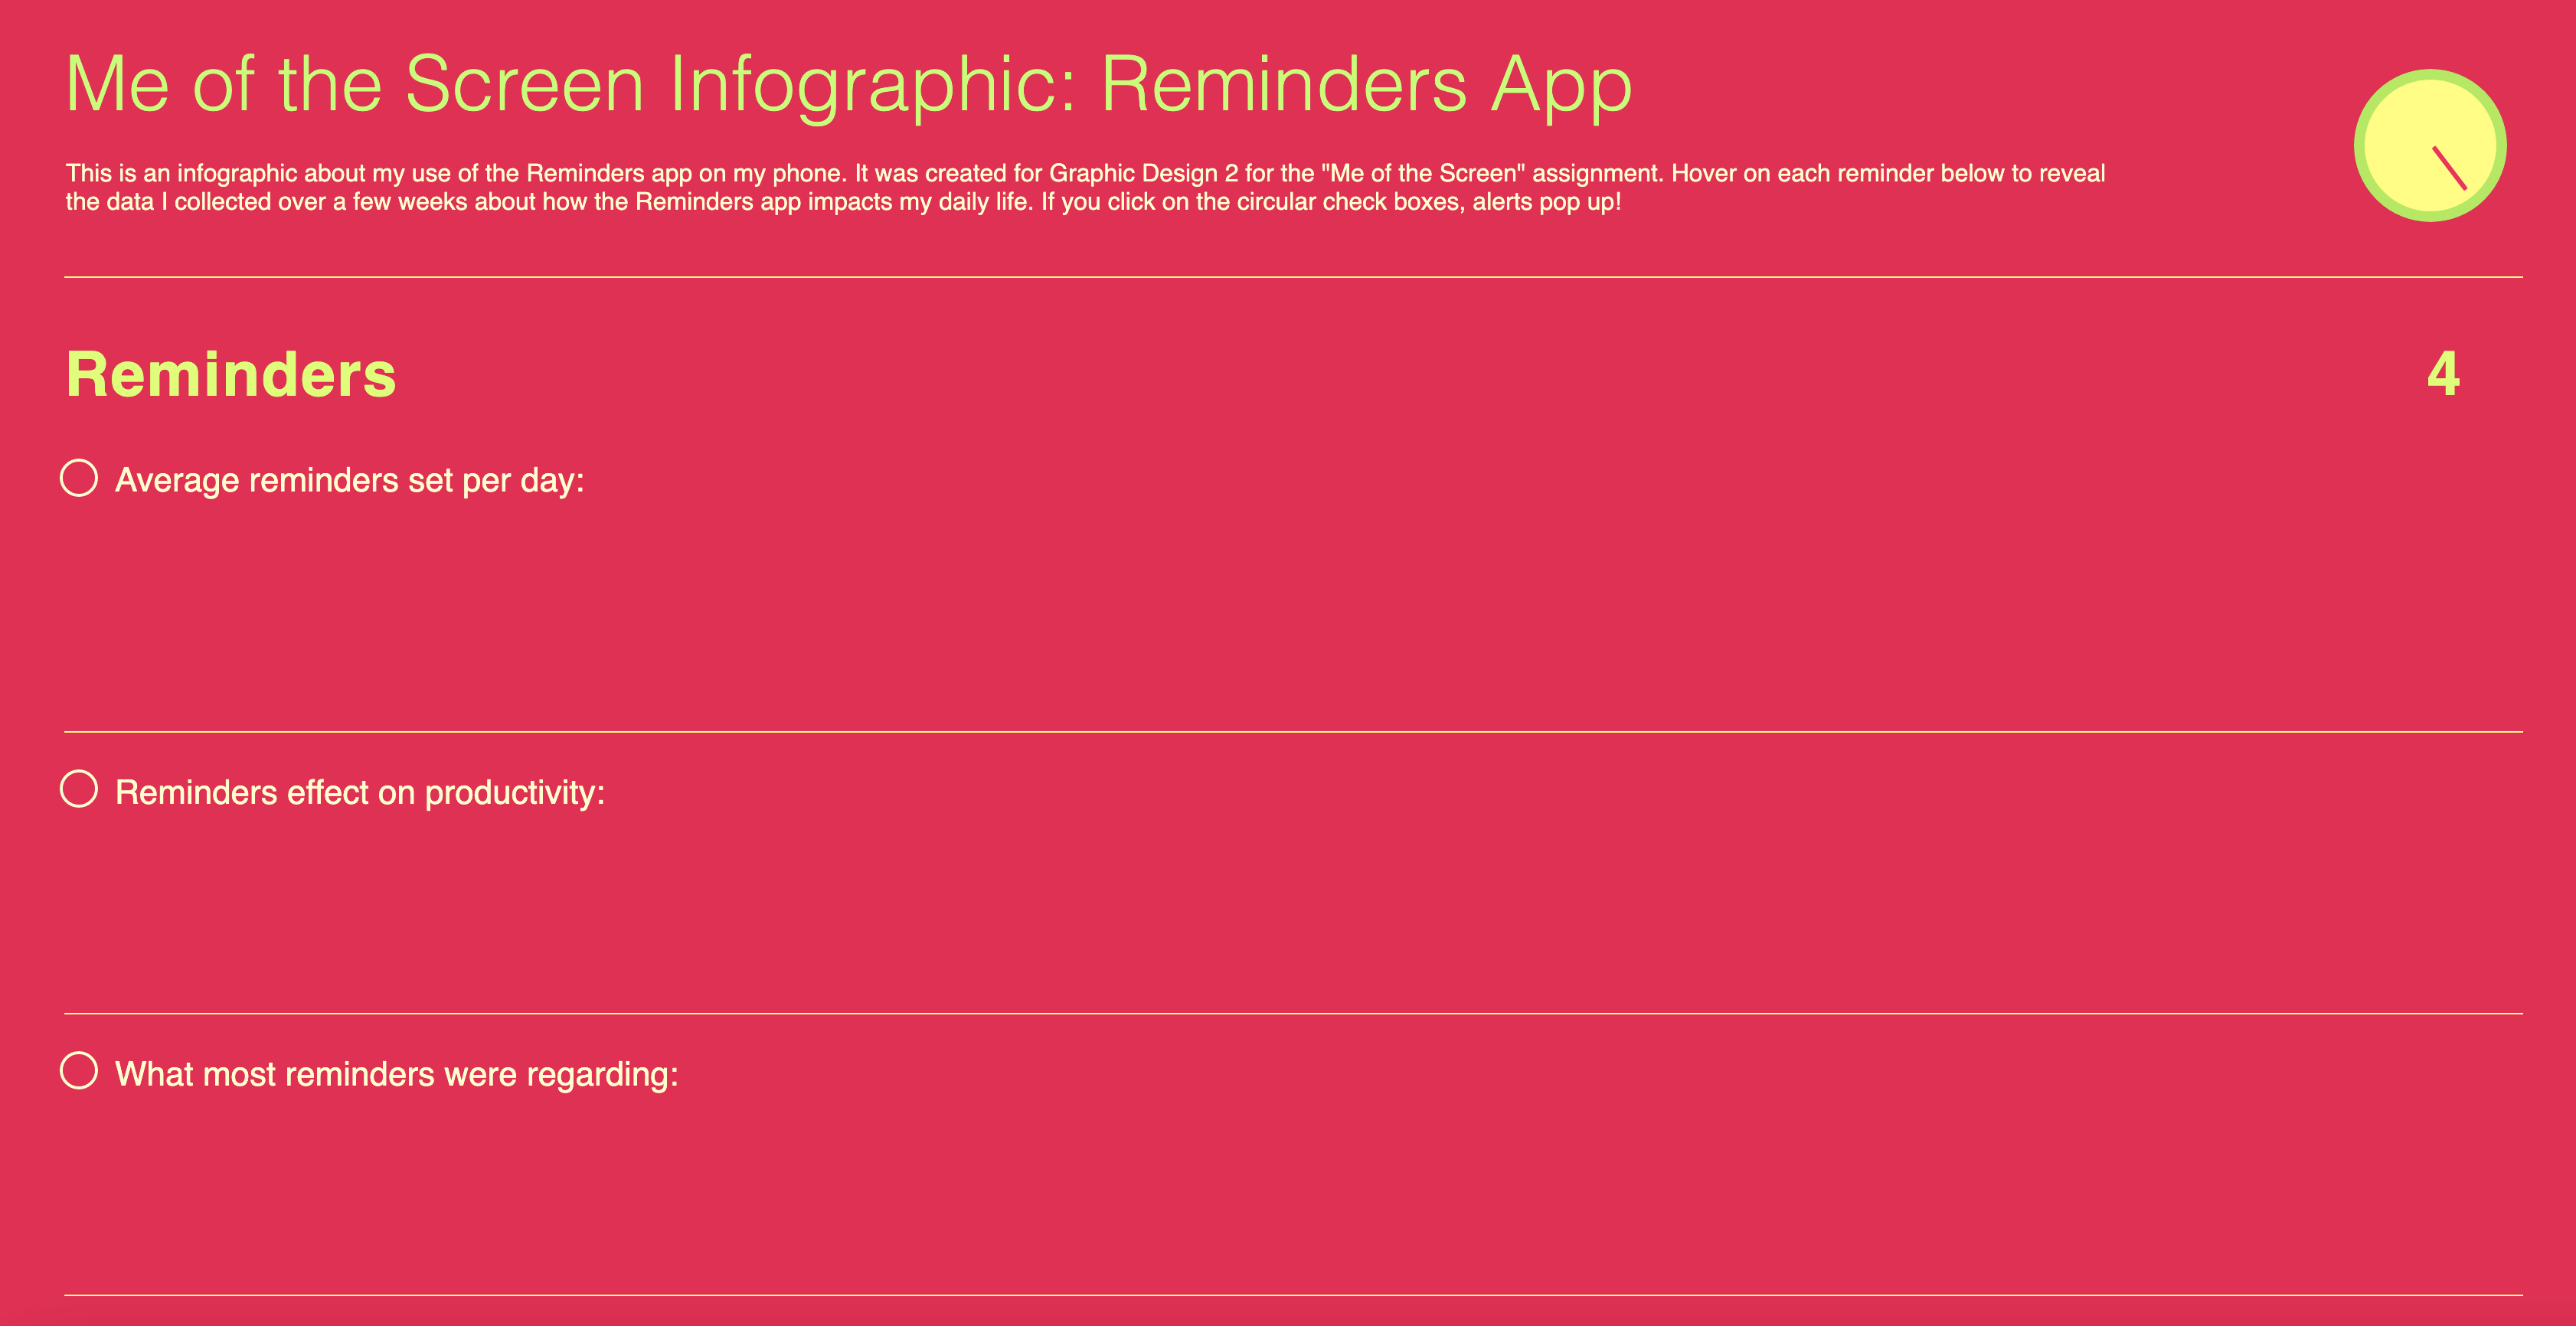 Me of the Screen Infographic: Reminders App
This is an infographic about my use of the Reminders app on my phone. It was created for Graphic Design 2 for the "Me of the Screen" assignment. Hover on each reminder below to reveal
the data I collected over a few weeks about how the Reminders app impacts my daily life. If you click on the circular check boxes, alerts pop up!
Reminders 4
Average reminders set per day:
Reminders effect on productivity:
What most reminders were regarding: